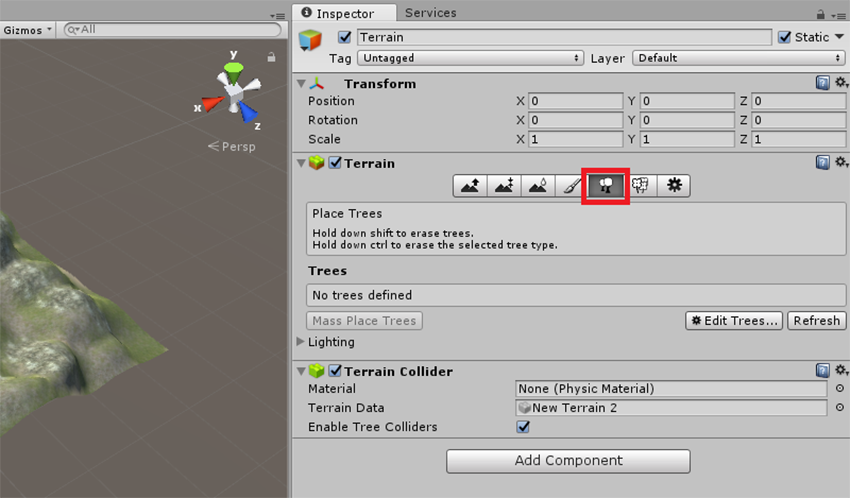 Inspector
Services
Gizmos
All
Terrain
Static
Tag Untagged Layer Default
y
x
z
Persp
Transform
Position X 0 Y 0 Z 0
Rotation X 0 Y 0 Z 0
Scale X 1 Y 1 Z 1
Terrain
Place Trees
Hold down shift to erase trees.
Hold down ctrl to erase the selected tree type.
Trees
No trees defined
Mass Place Trees
Edit Trees...
Refresh
Lighting
Terrain Collider
Material None (Physic Material)
Terrain Data New Terrain 2
Enable Tree Colliders
Add Component